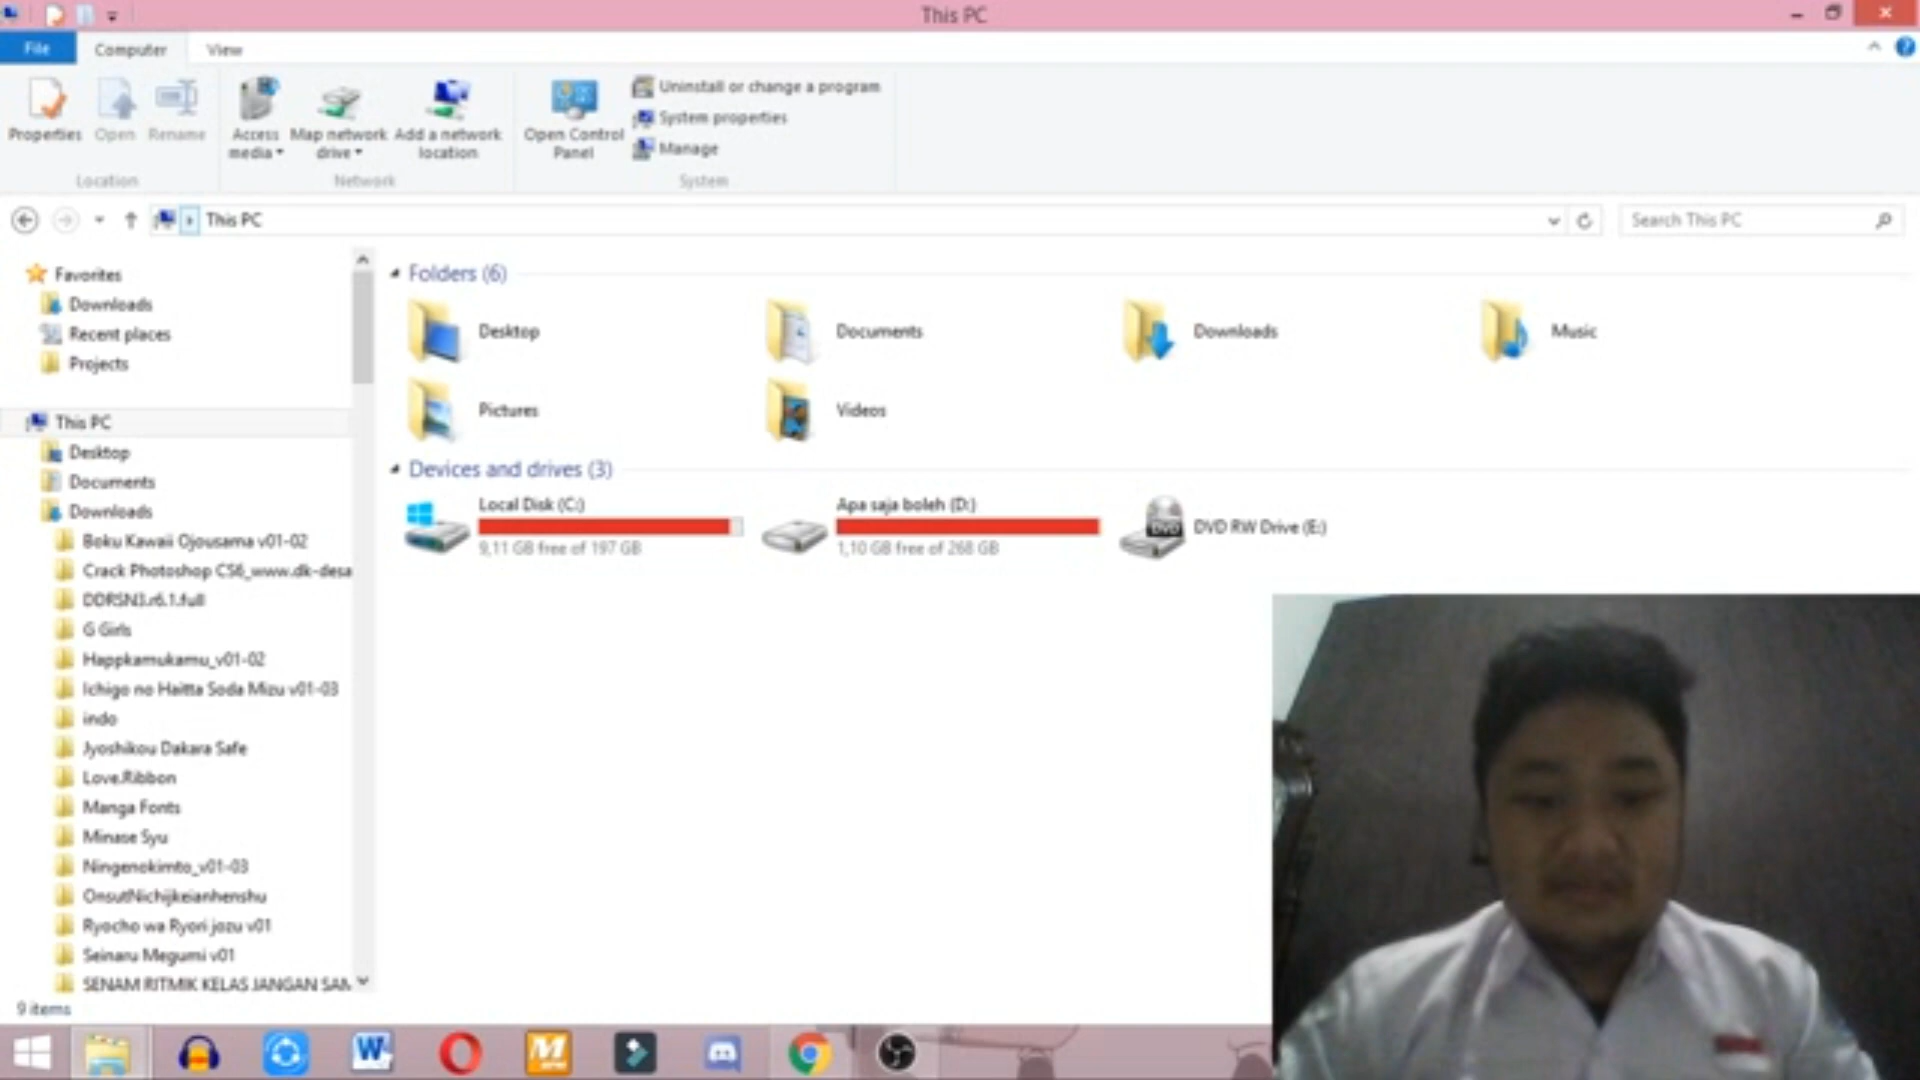 This PC
File Computer View
Properties Open Rename Access media Map network drive Add a network location Open Control Panel
Uninstall or change a program
System properties
Manage
Location Network System
This PC
Search This PC
Favorites
Downloads
Recent places
Projects
This PC
Desktop
Documents
Downloads
Boku Kawaii Ojousama v01-02
Crack Photoshop CS6_www.dk-desa
DDRSN3.r6.1.full
G Girls
Happkamukamu_v01-02
Ichigo no Haitta Soda Mizu v01-03
indo
Jyoshikou Dakara Safe
Love.Ribbon
Manga Fonts
Minase Syu
Ningenokimto_v01-03
OnsutNichijkeianhenshu
Ryocho wa Ryori jozu v01
Seinaru Megumi v01
SENAM RITMIK KELAS JANGAN SAM
9 items
Folders (6)
Desktop Documents Downloads Music
Pictures Videos
Devices and drives (3)
Local Disk (C:)
9,11 GB free of 197 GB
Apa saja boleh (D:)
1,10 GB free of 268 GB
DVD
DVD RW Drive (E:)